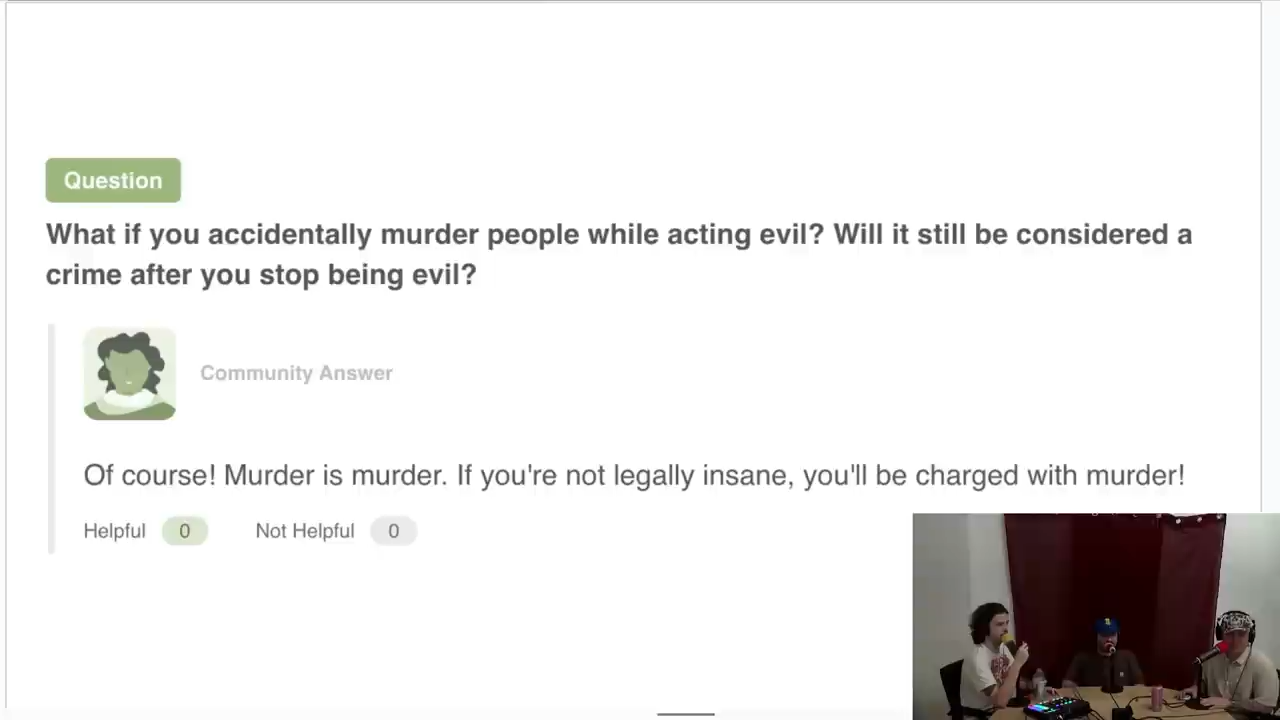 Question
What if you accidentally murder people while acting evil? Will it still be considered a
crime after you stop being evil?
Community Answer
Of course! Murder is murder. If you're not legally insane, you'll be charged with murder!
Helpful 0 Not Helpful 0